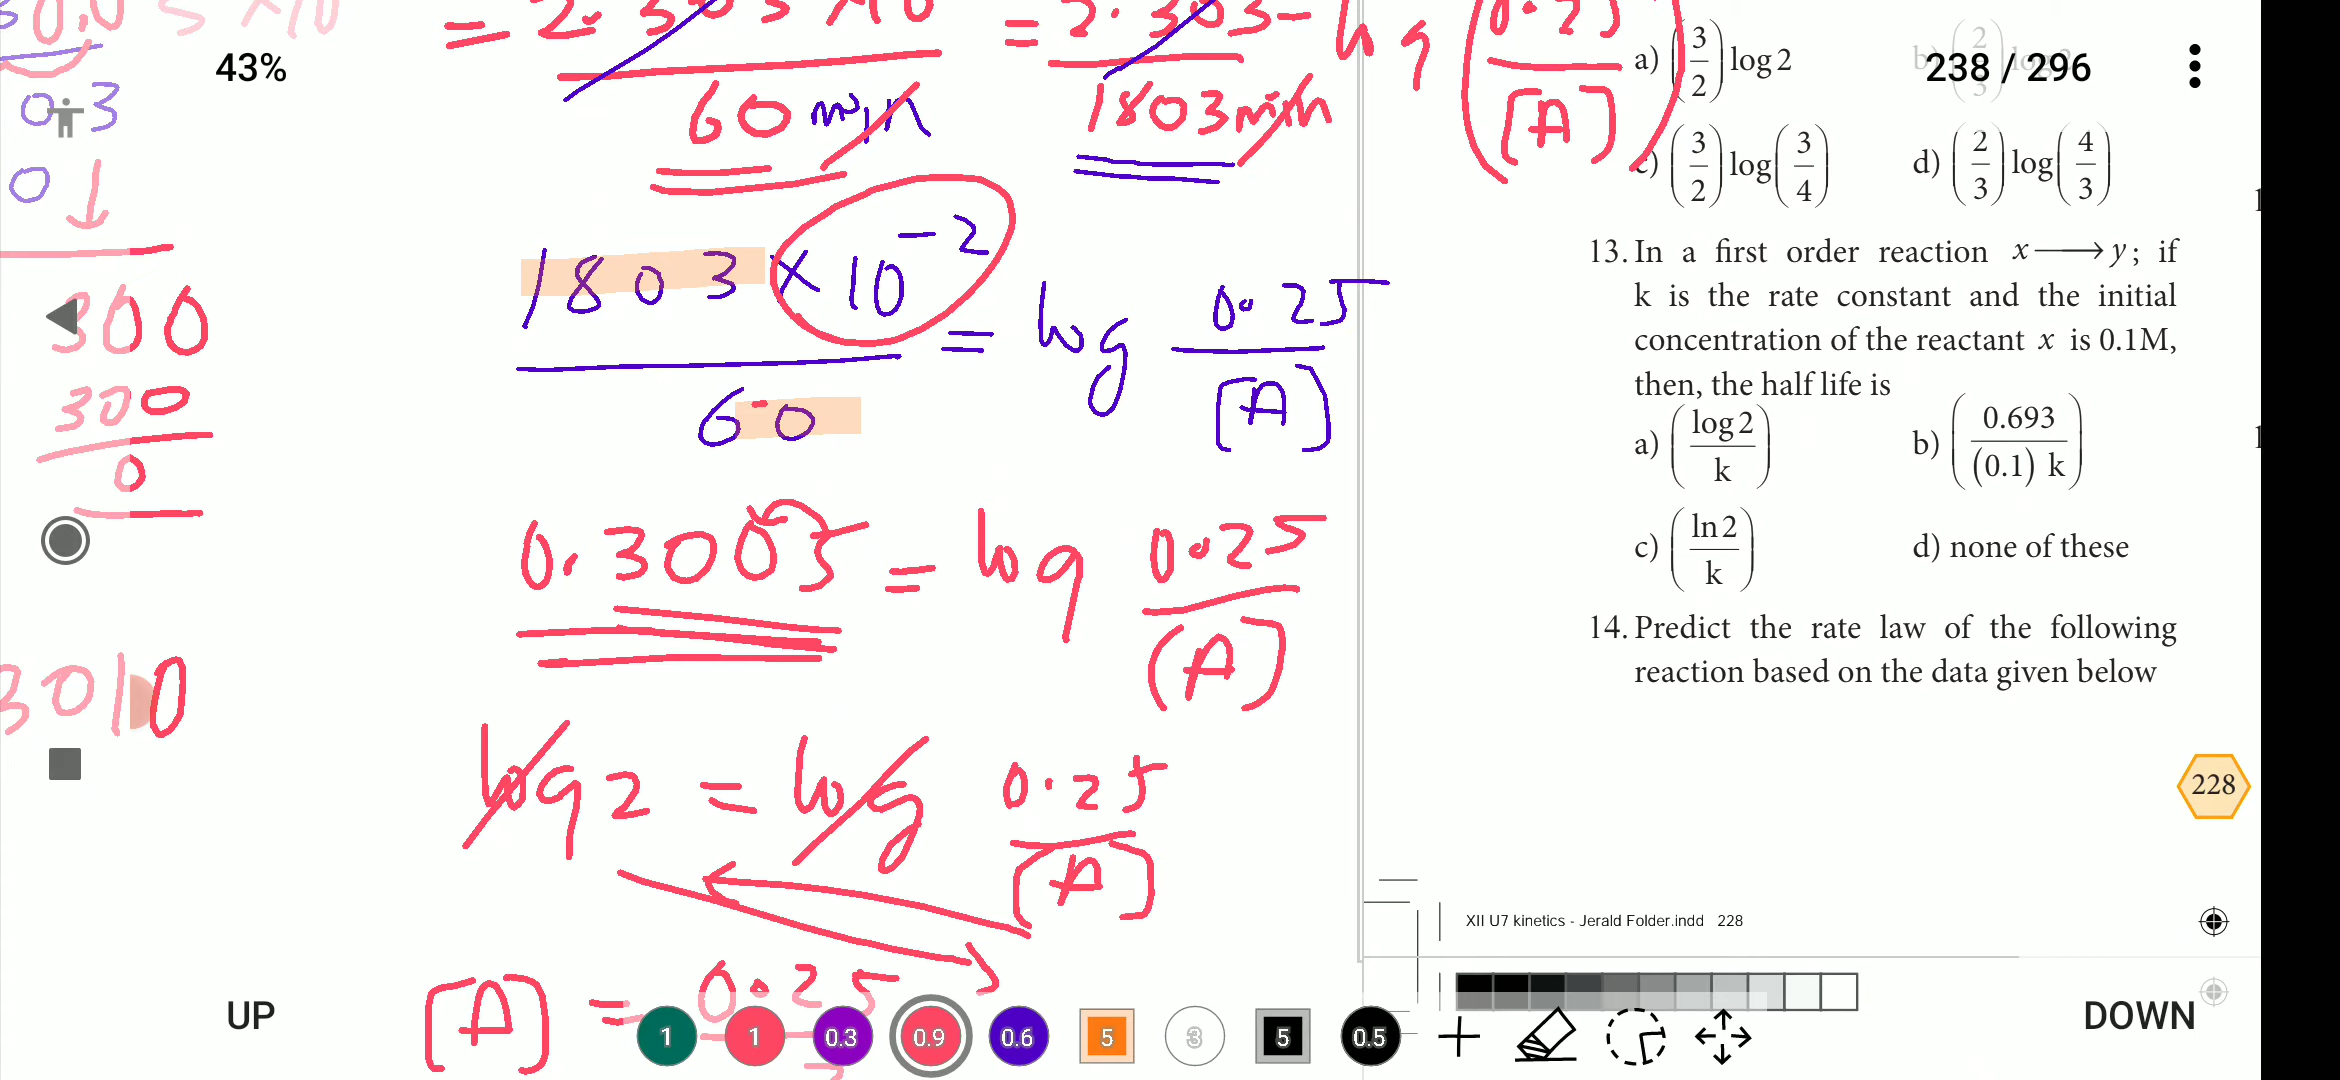 43%
238 / 296
0.3
0
300
300
0
3010
60 min
1803 min
[A]
1803 × 10⁻² / 60 = log 0.25 / [A]
0.3005 = log 0.25 / (A)
log 2 = log 0.25 / [A]
[A] = 0.25
a) (3/2) log 2
c) (3/2) log (3/4) d) (2/3) log (4/3)
13. In a first order reaction x ⟶ y; if
k is the rate constant and the initial
concentration of the reactant x is 0.1M,
then, the half life is
a) (log 2 / k) b) (0.693 / (0.1) k)
c) (ln 2 / k) d) none of these
14. Predict the rate law of the following
reaction based on the data given below
228
XII U7 kinetics - Jerald Folder.indd 228
UP
DOWN
1 1 0.3 0.9 0.6 5 3 5 0.5